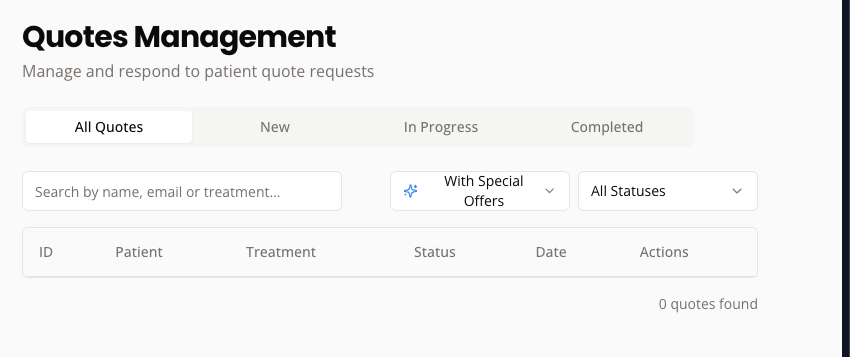 Quotes Management
Manage and respond to patient quote requests
All Quotes New In Progress Completed
Search by name, email or treatment... With Special Offers All Statuses
ID Patient Treatment Status Date Actions
0 quotes found